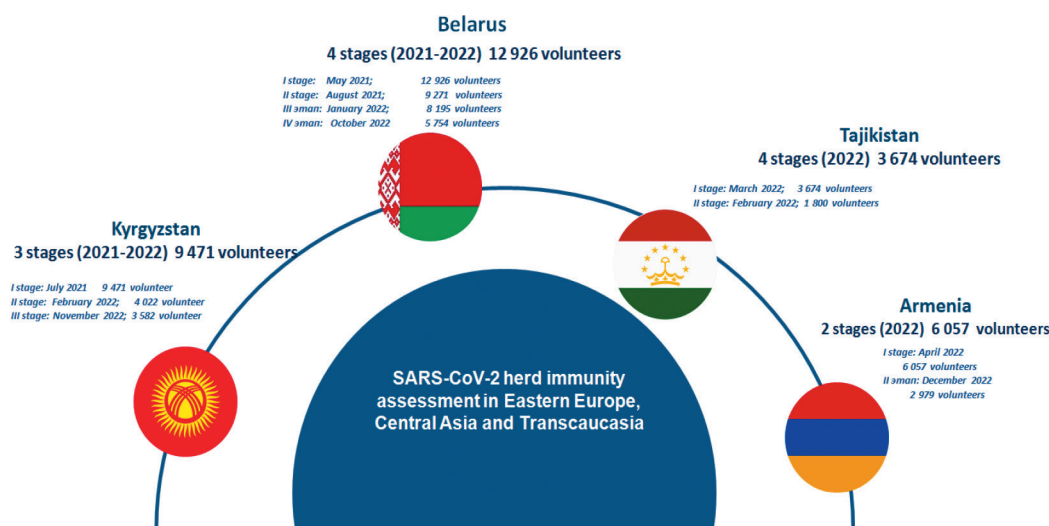 Belarus
4 stages (2021-2022) 12 926 volunteers
I stage: May 2021; 12 926 volunteers
II stage: August 2021; 9 271 volunteers
III этап: January 2022; 8 195 volunteers
IV этап: October 2022 5 754 volunteers
Tajikistan
4 stages (2022) 3 674 volunteers
I stage: March 2022; 3 674 volunteers
II stage: February 2022; 1 800 volunteers
Kyrgyzstan
3 stages (2021-2022) 9 471 volunteers
I stage: July 2021 9 471 volunteer
II stage: February 2022; 4 022 volunteer
III stage: November 2022; 3 582 volunteer
Armenia
2 stages (2022) 6 057 volunteers
I stage: April 2022
6 057 volunteers
II этап: December 2022
2 979 volunteers
SARS-CoV-2 herd immunity
assessment in Eastern Europe,
Central Asia and Transcaucasia